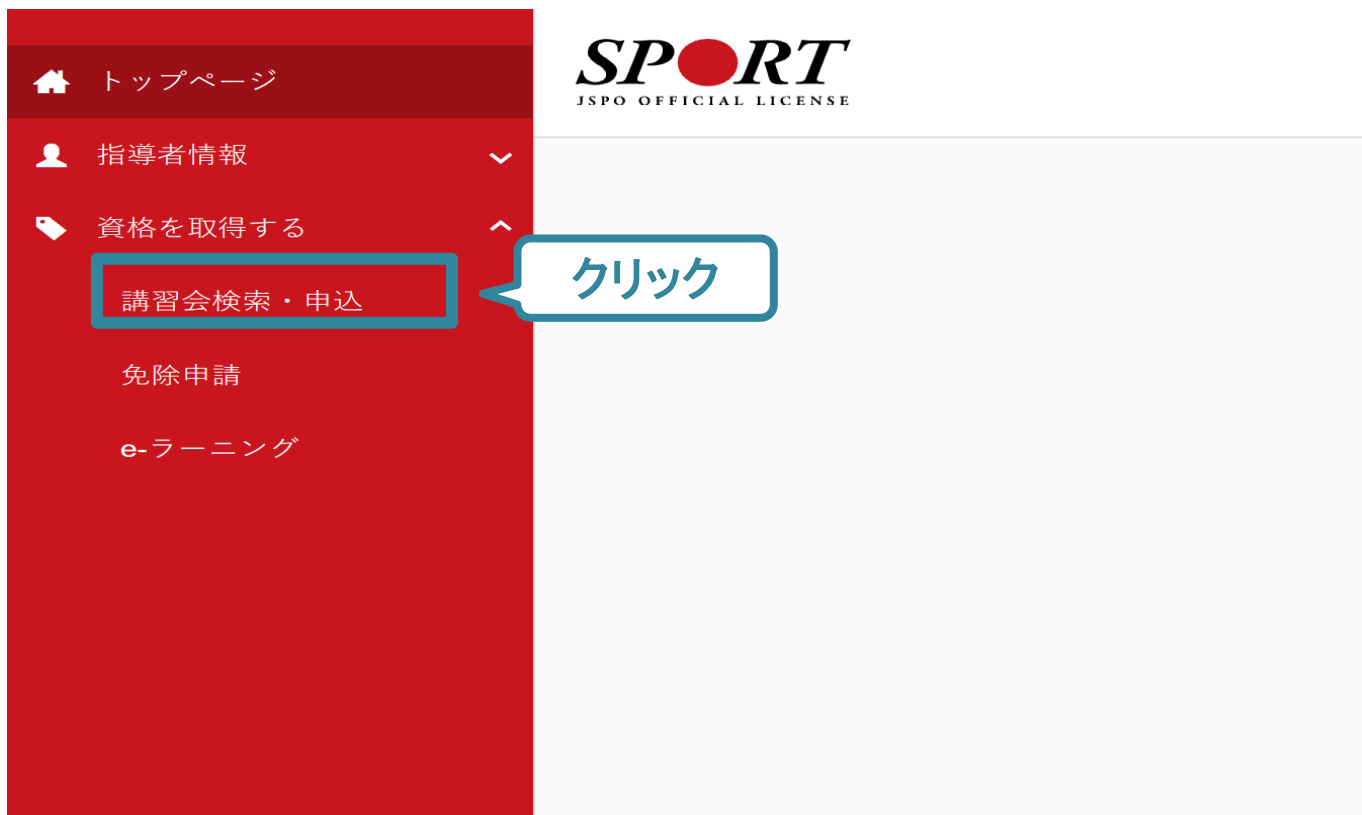 SPORT
JSPO OFFICIAL LICENSE
トップページ
指導者情報
資格を取得する
講習会検索・申込
クリック
免除申請
e-ラーニング